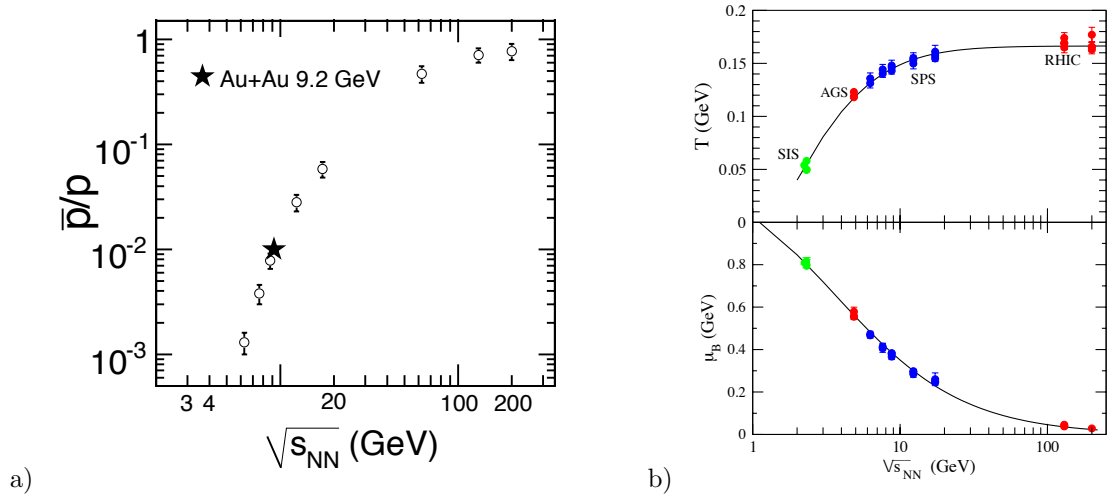 1
10⁻¹
10⁻²
10⁻³
p̅/p
★ Au+Au 9.2 GeV
3 4 10 20 100 200
√s_NN (GeV)
a)
0.2
0.15
0.1
0.05
0
T (GeV)
SIS
AGS
SPS
RHIC
0.8
0.6
0.4
0.2
0
μ_B (GeV)
1 10 100
√s_NN (GeV)
b)